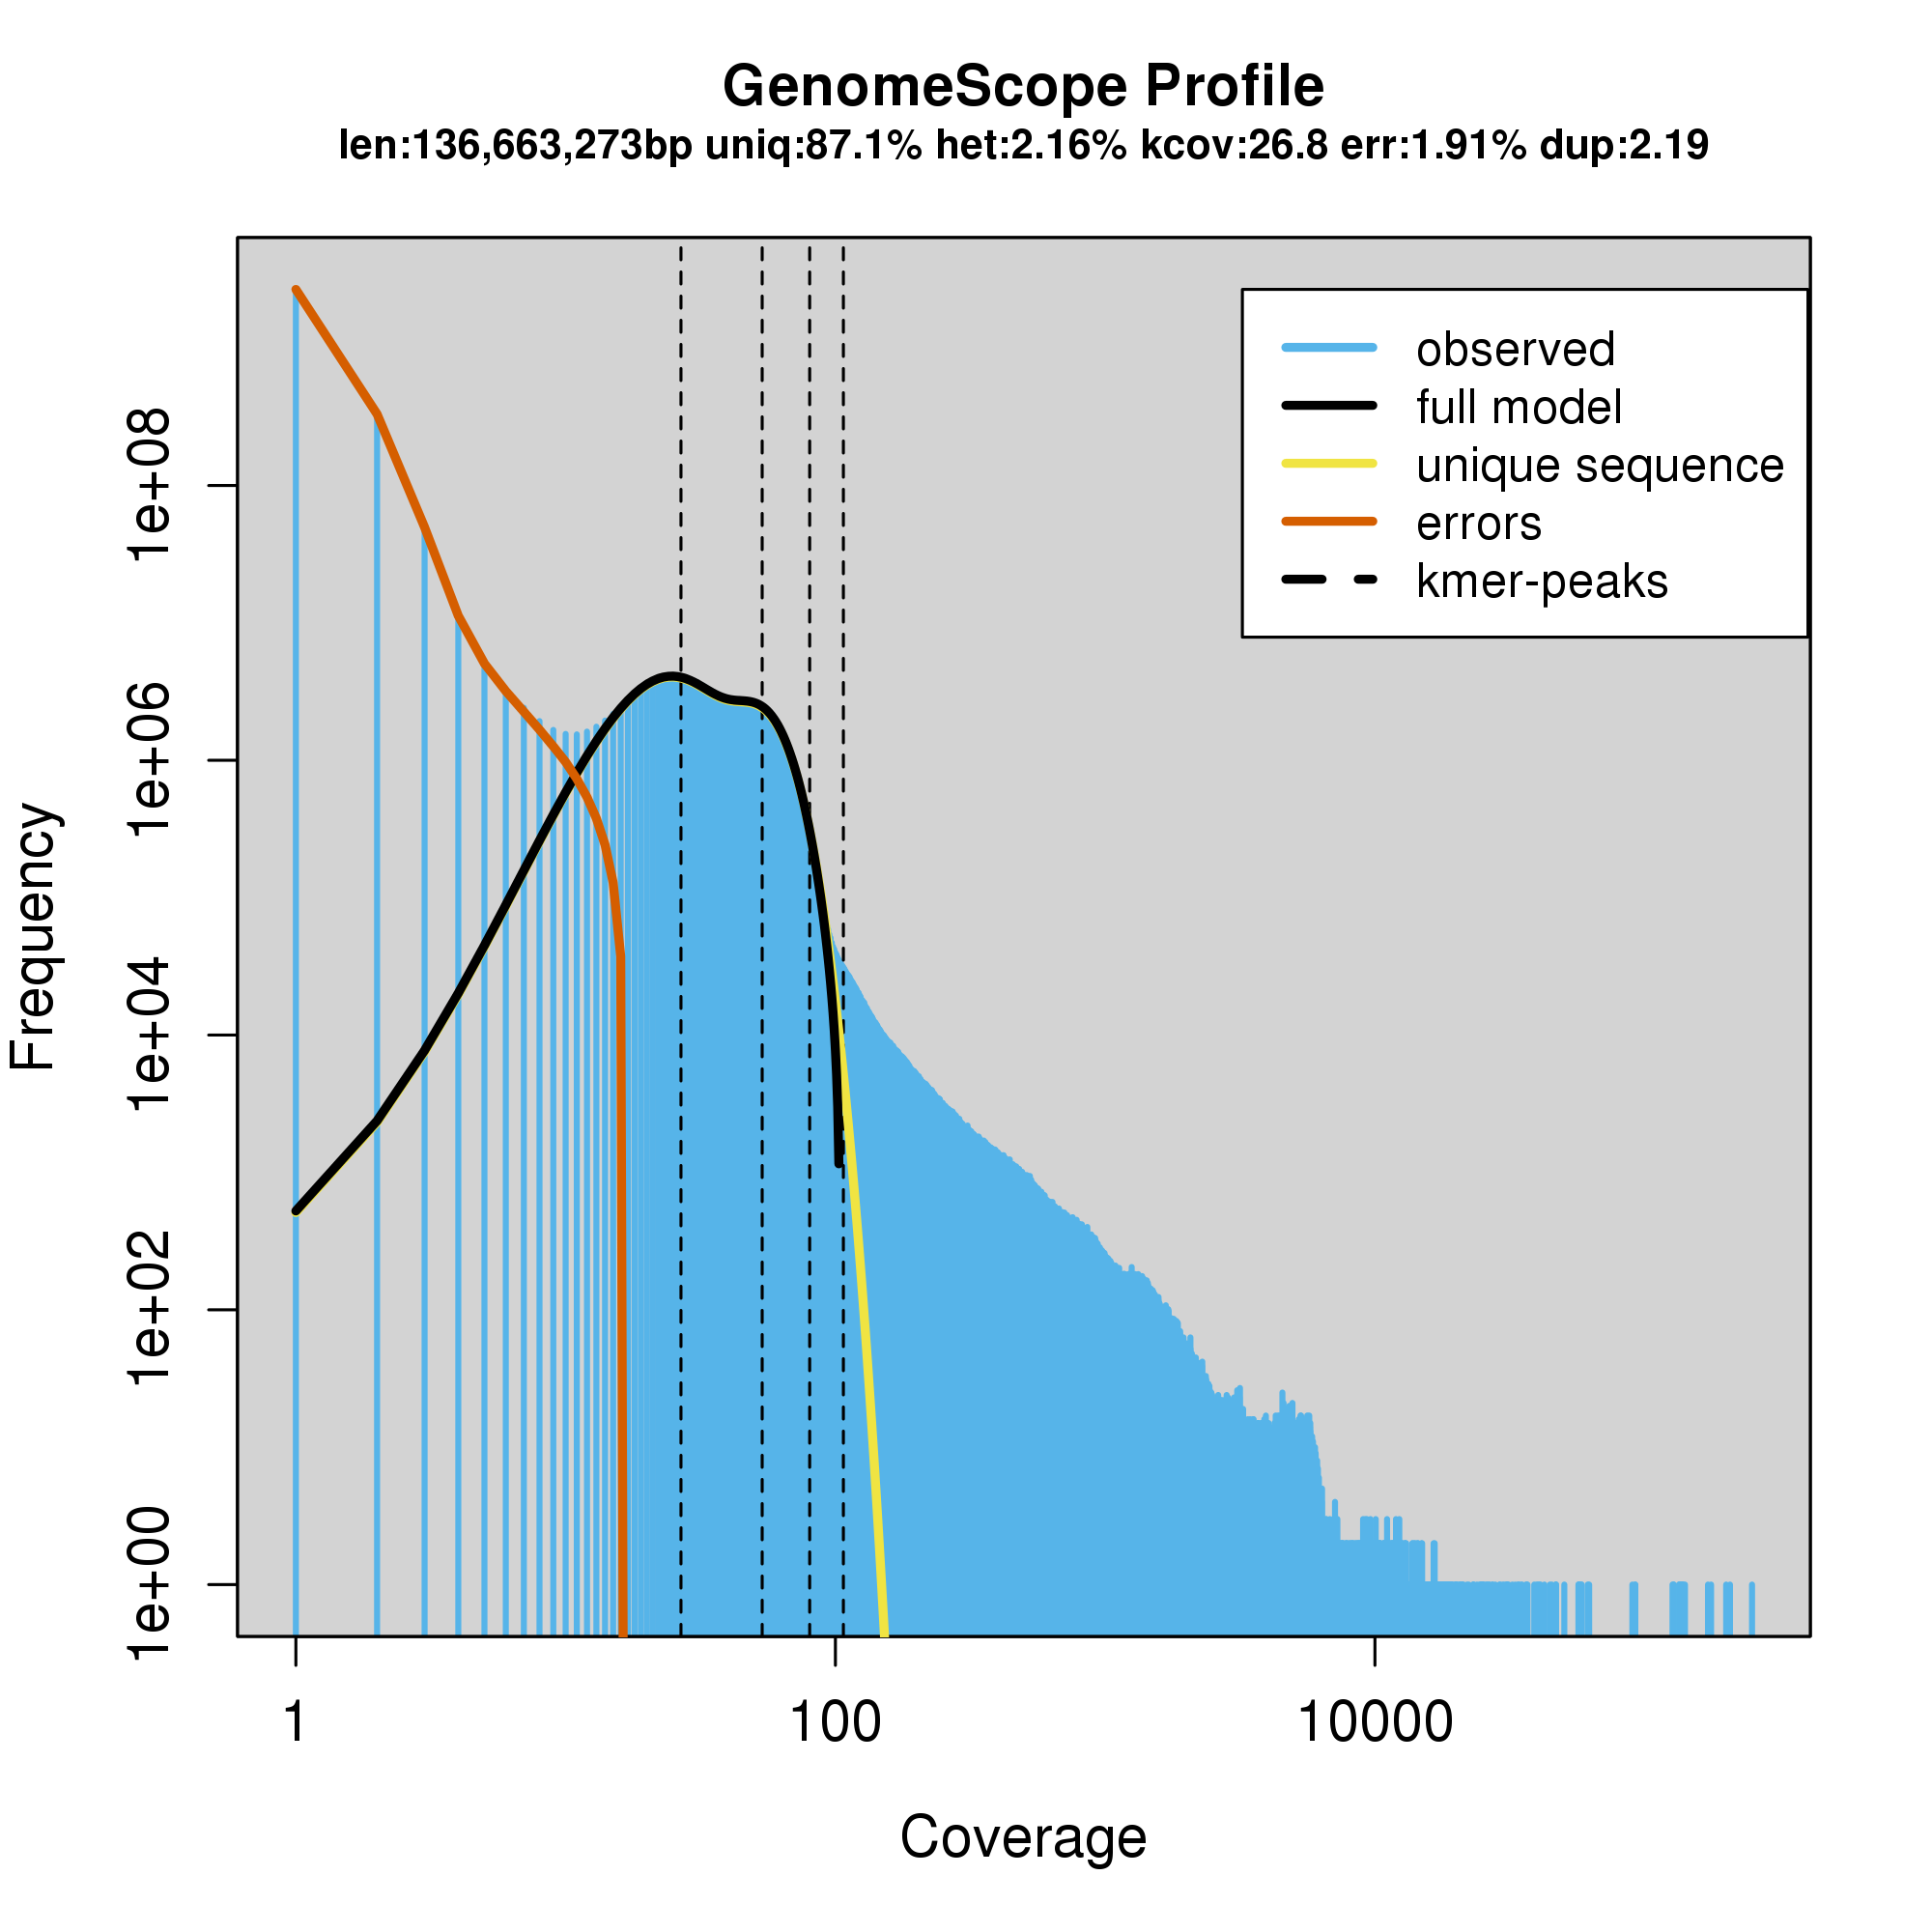 GenomeScope Profile
len:136,663,273bp uniq:87.1% het:2.16% kcov:26.8 err:1.91% dup:2.19
observed
full model
unique sequence
errors
kmer-peaks
Frequency
1e+08
1e+06
1e+04
1e+02
1e+00
1
100
10000
Coverage